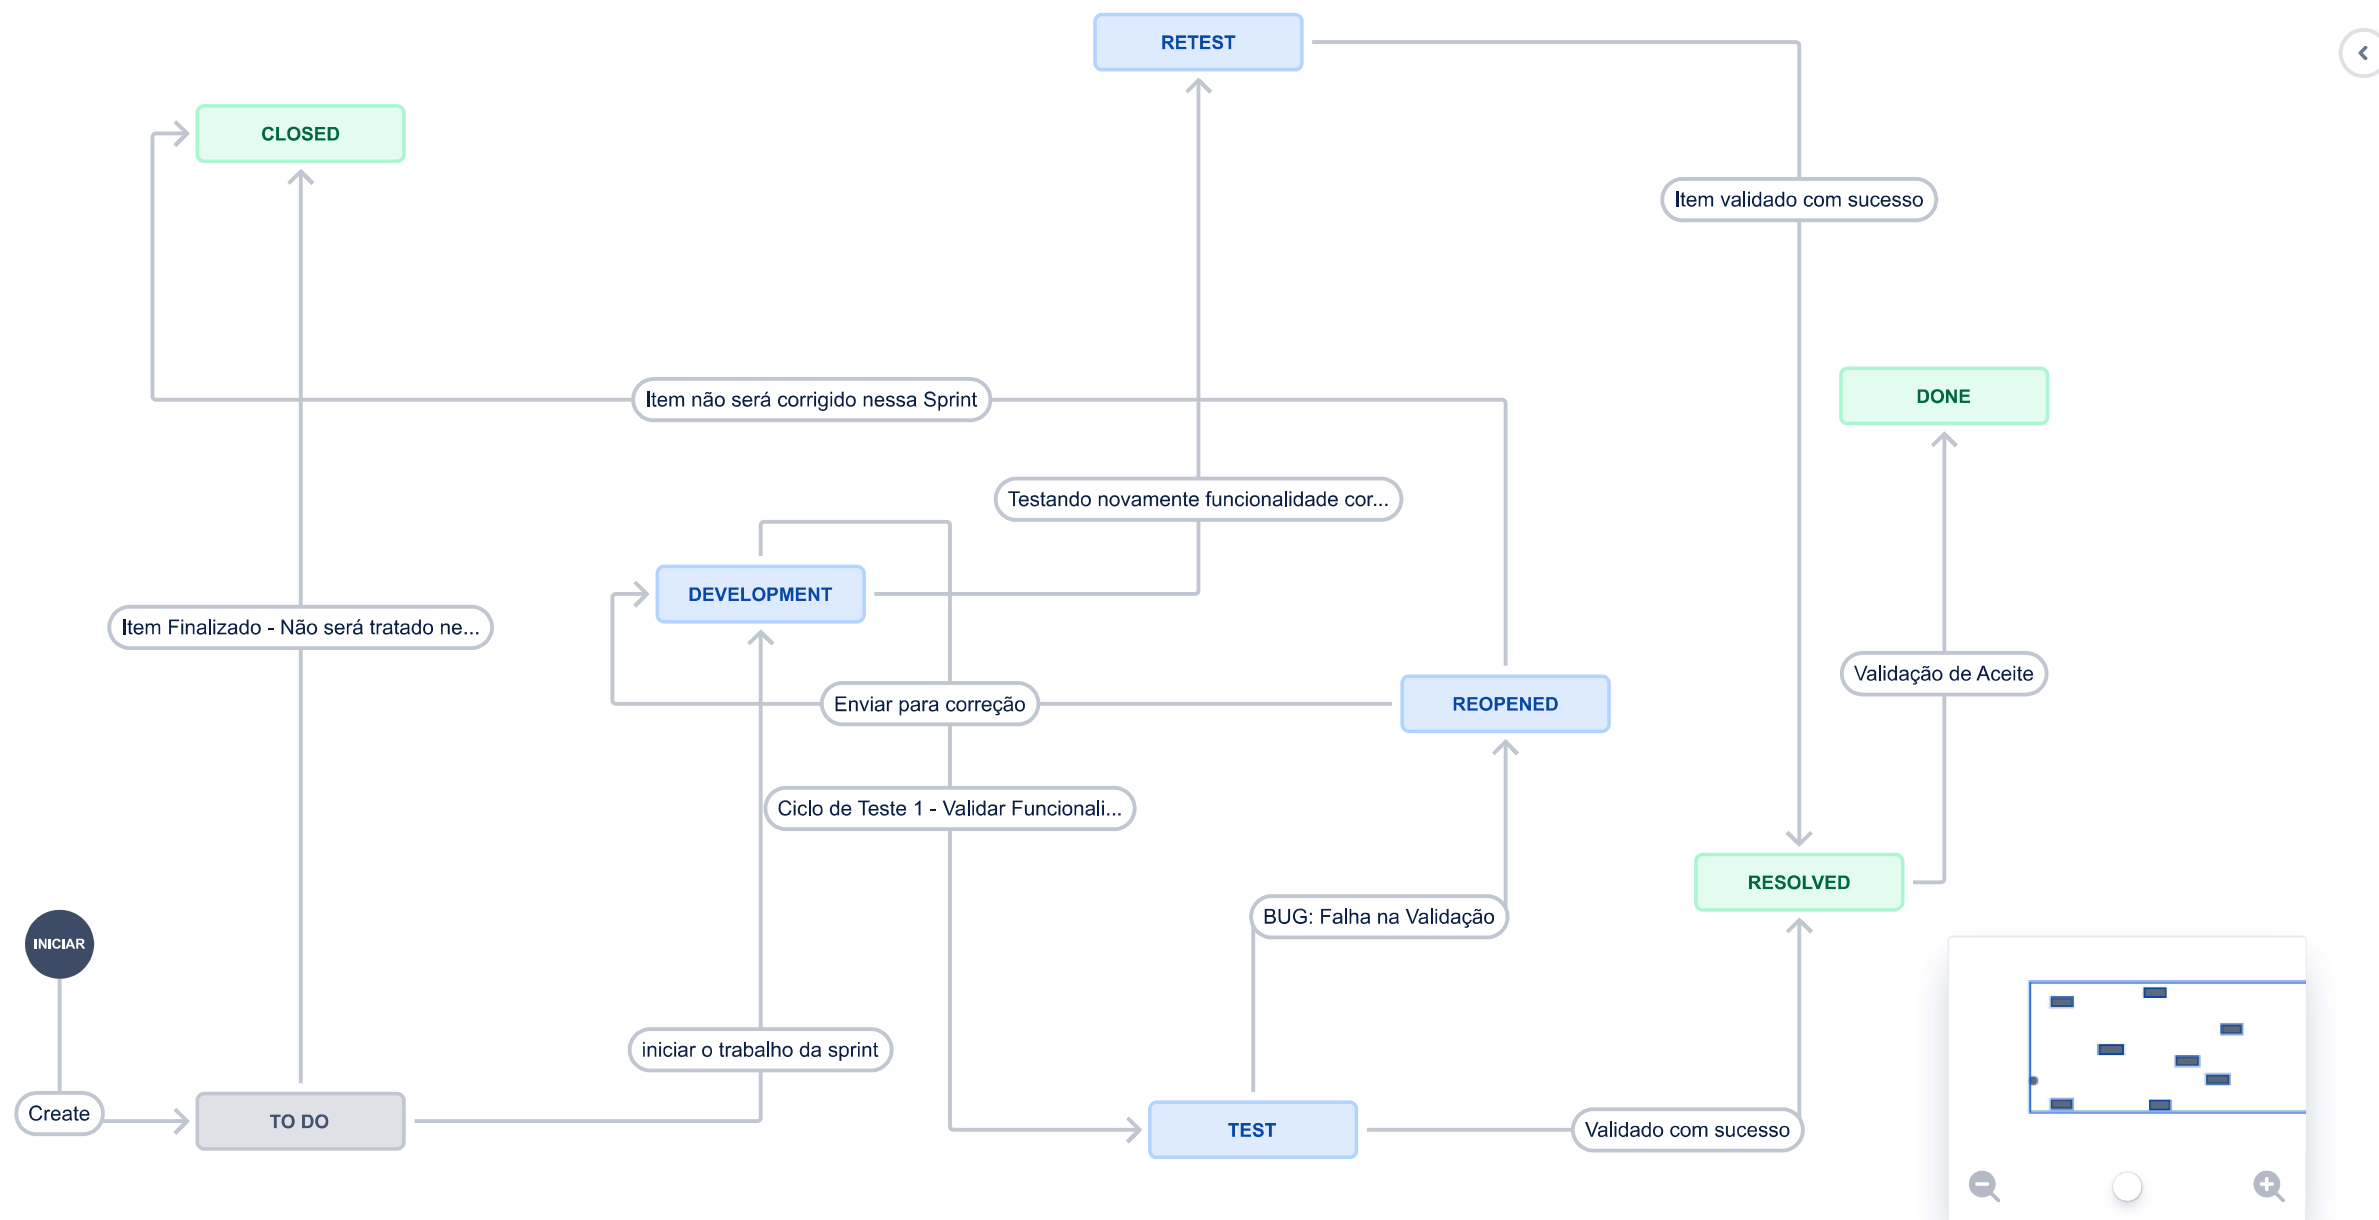 RETEST
CLOSED
Item validado com sucesso
DONE
Item não será corrigido nessa Sprint
Testando novamente funcionalidade cor...
DEVELOPMENT
Item Finalizado - Não será tratado ne...
Validação de Aceite
Enviar para correção
REOPENED
Ciclo de Teste 1 - Validar Funcionali...
RESOLVED
BUG: Falha na Validação
INICIAR
iniciar o trabalho da sprint
Create
TO DO
TEST
Validado com sucesso